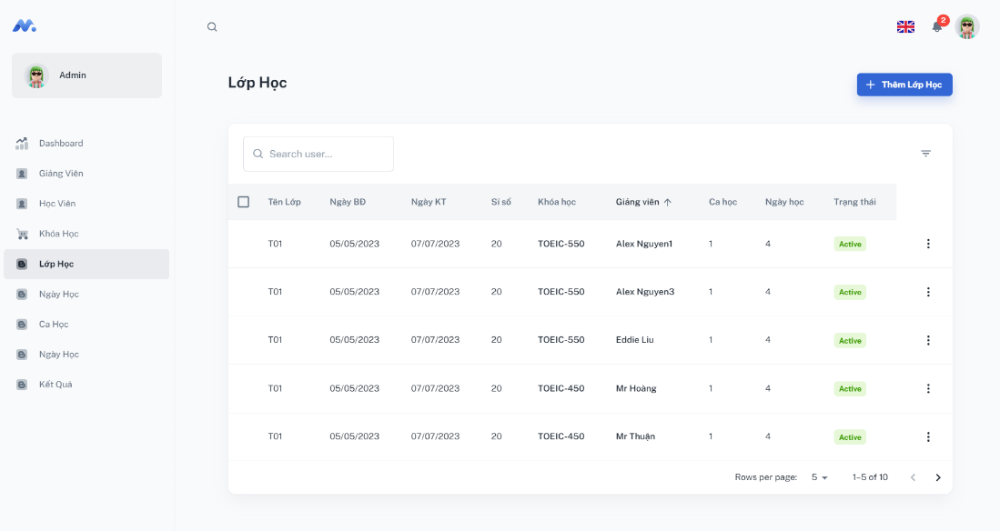 2
Admin
Lớp Học
+ Thêm Lớp Học
Dashboard
Giảng Viên
Học Viên
Khóa Học
Lớp Học
Ngày Học
Ca Học
Ngày Học
Kết Quả
Search user...
Tên Lớp Ngày BĐ Ngày KT Sĩ số Khóa học Giảng viên ↑ Ca học Ngày học Trạng thái
T01 05/05/2023 07/07/2023 20 TOEIC-550 Alex Nguyen1 1 4 Active
T01 05/05/2023 07/07/2023 20 TOEIC-550 Alex Nguyen3 1 4 Active
T01 05/05/2023 07/07/2023 20 TOEIC-550 Eddie Liu 1 4 Active
T01 05/05/2023 07/07/2023 20 TOEIC-450 Mr Hoàng 1 4 Active
T01 05/05/2023 07/07/2023 20 TOEIC-450 Mr Thuận 1 4 Active
Rows per page: 5 1–5 of 10